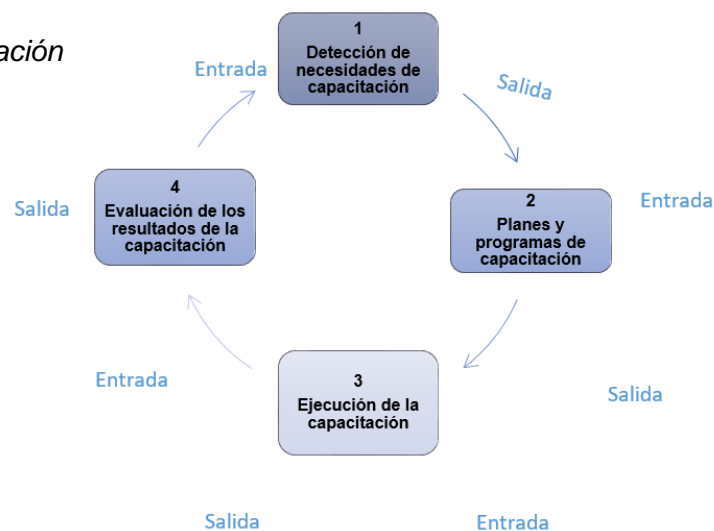 ación
1
Detección de
necesidades de
capacitación
Entrada
Salida
4
Evaluación de los
resultados de la
capacitación
Salida
2
Planes y
programas de
capacitación
Entrada
3
Ejecución de la
capacitación
Entrada
Salida
Salida
Entrada